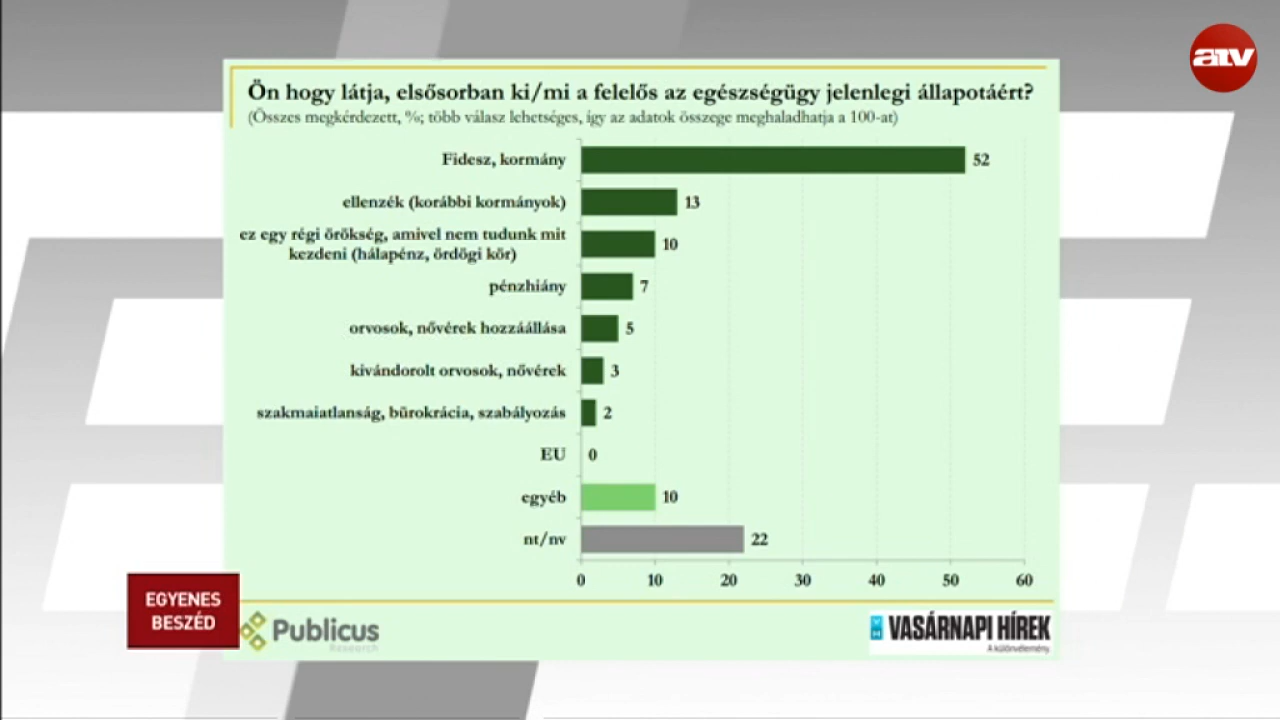 atv
Ön hogy látja, elsősorban ki/mi a felelős az egészségügy jelenlegi állapotáért?
(Összes megkérdezett, %; több válasz lehetséges, így az adatok összege meghaladhatja a 100-at)
Fidesz, kormány 52
ellenzék (korábbi kormányok) 13
ez egy régi örökség, amivel nem tudunk mit
kezdeni (hálapénz, ördögi kör) 10
pénzhiány 7
orvosok, nővérek hozzáállása 5
kivándorolt orvosok, nővérek 3
szakmaiatlanság, bürokrácia, szabályozás 2
EU 0
egyéb 10
nt/nv 22
0 10 20 30 40 50 60
EGYENES
BESZÉD
Publicus
Research
VH VASÁRNAPI HÍREK
A különvélemény